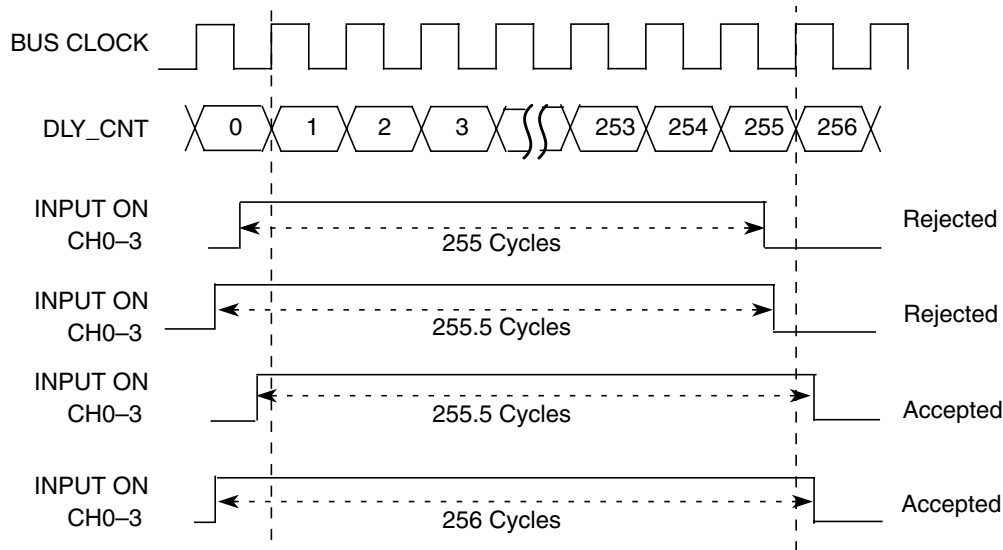 BUS CLOCK
DLY_CNT 0 1 2 3 253 254 255 256
INPUT ON
CH0–3
255 Cycles
Rejected
INPUT ON
CH0–3
255.5 Cycles
Rejected
INPUT ON
CH0–3
255.5 Cycles
Accepted
INPUT ON
CH0–3
256 Cycles
Accepted